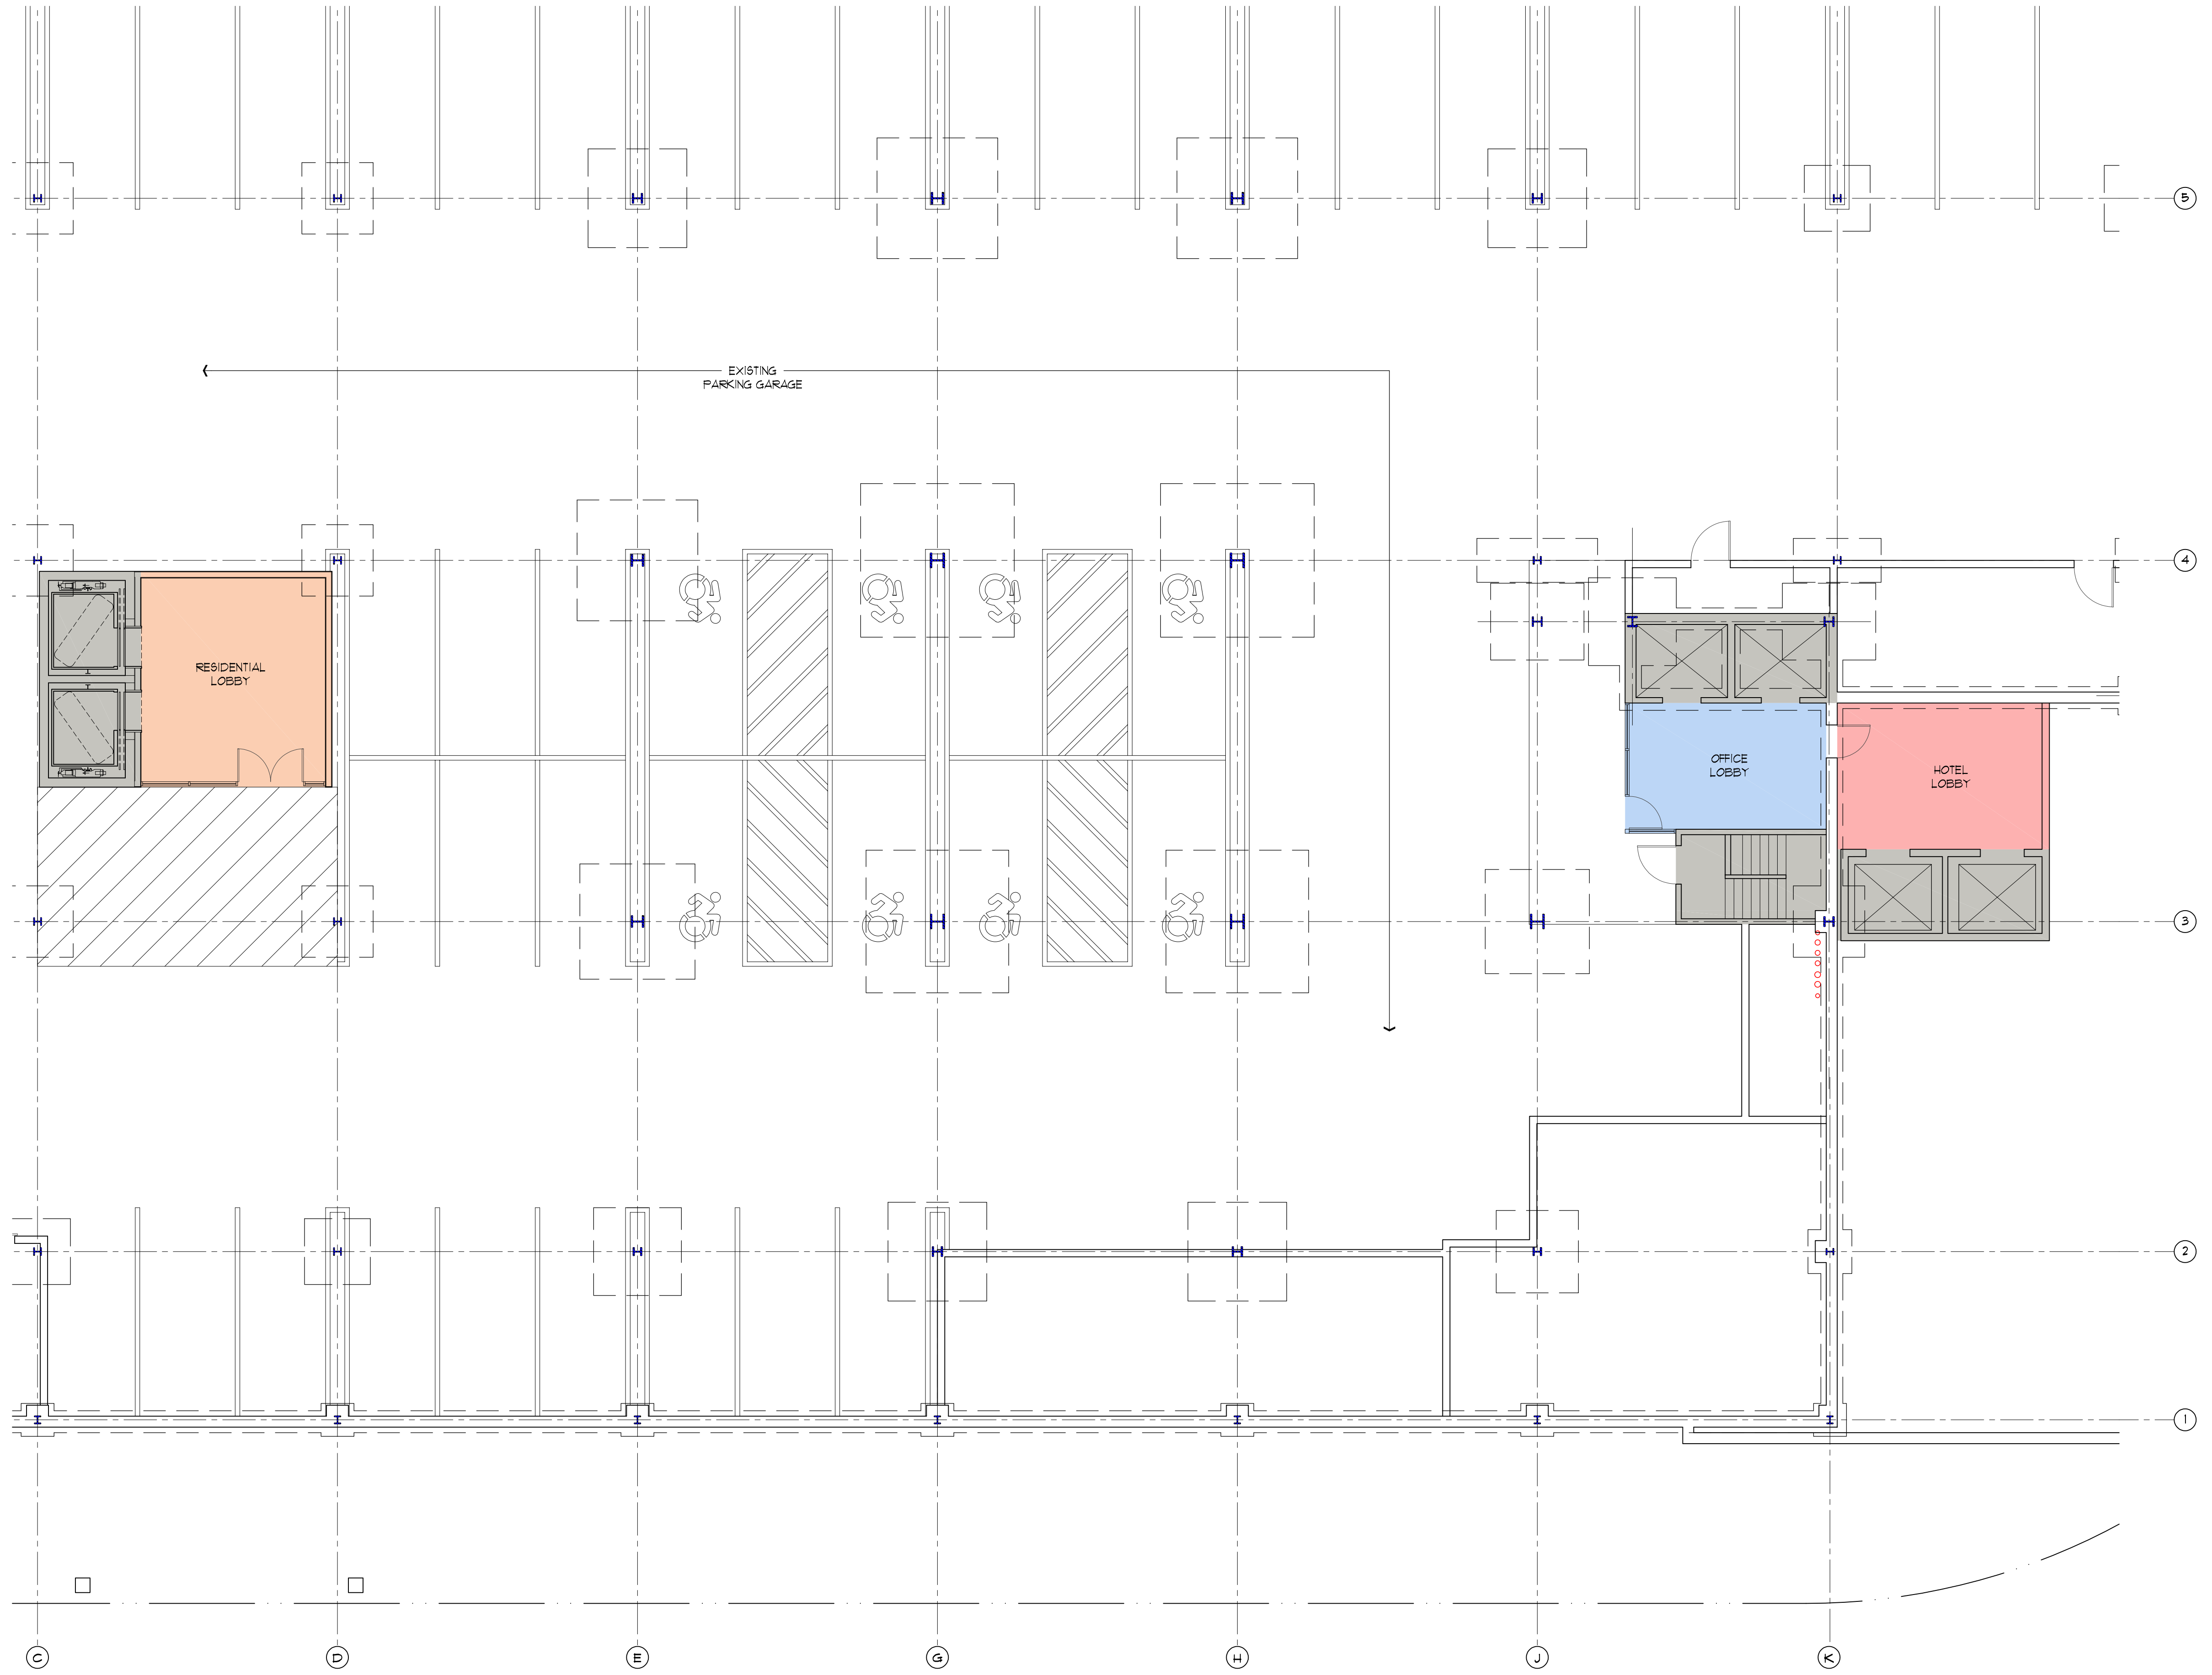 5
EXISTING
PARKING GARAGE
4
RESIDENTIAL
LOBBY
OFFICE
LOBBY
HOTEL
LOBBY
3
2
1
C D E G H J K